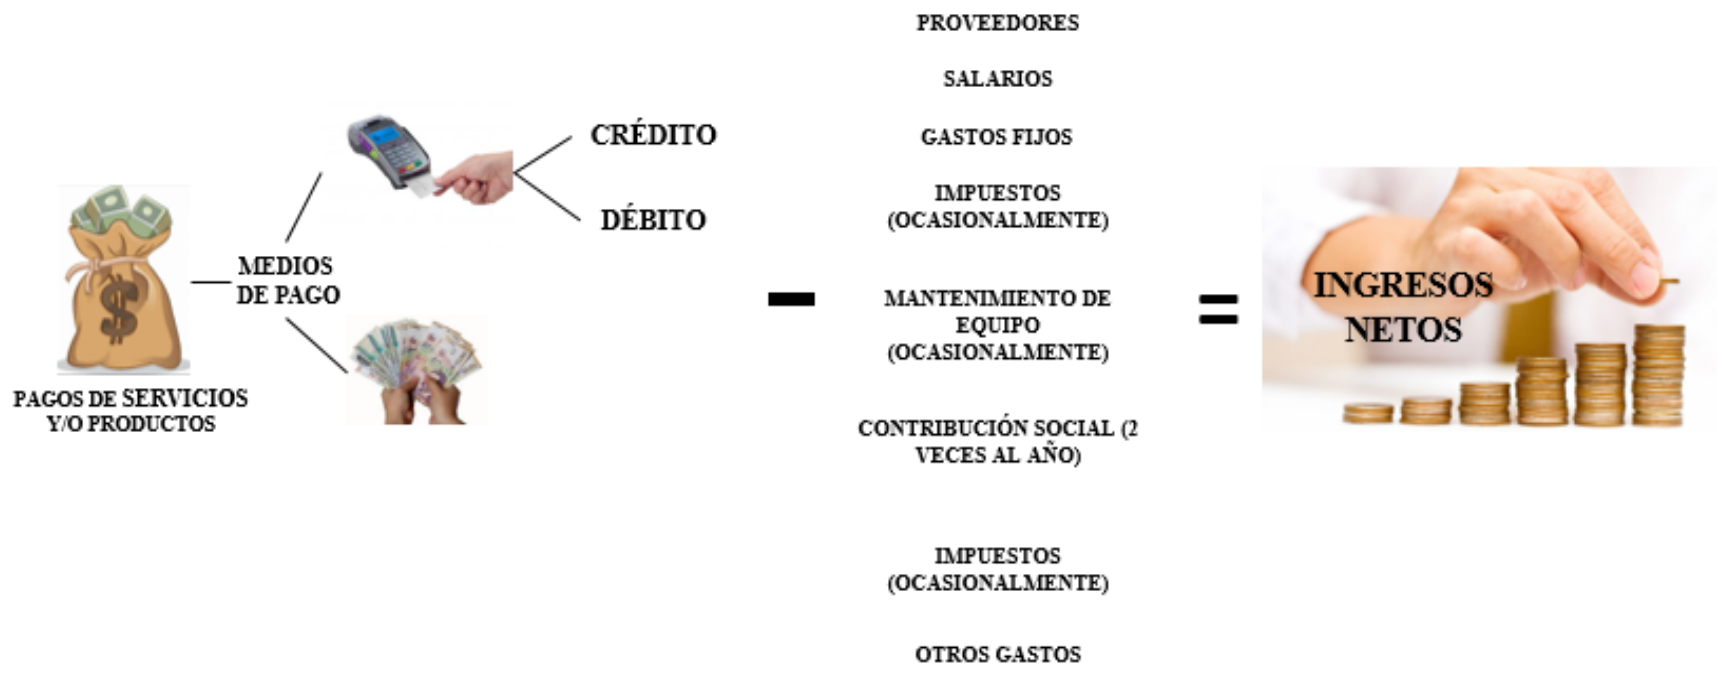 PAGOS DE SERVICIOS
Y/O PRODUCTOS
MEDIOS
DE PAGO
CRÉDITO
DÉBITO
PROVEEDORES
SALARIOS
GASTOS FIJOS
IMPUESTOS
(OCASIONALMENTE)
MANTENIMIENTO DE
EQUIPO
(OCASIONALMENTE)
CONTRIBUCIÓN SOCIAL (2
VECES AL AÑO)
IMPUESTOS
(OCASIONALMENTE)
OTROS GASTOS
INGRESOS
NETOS